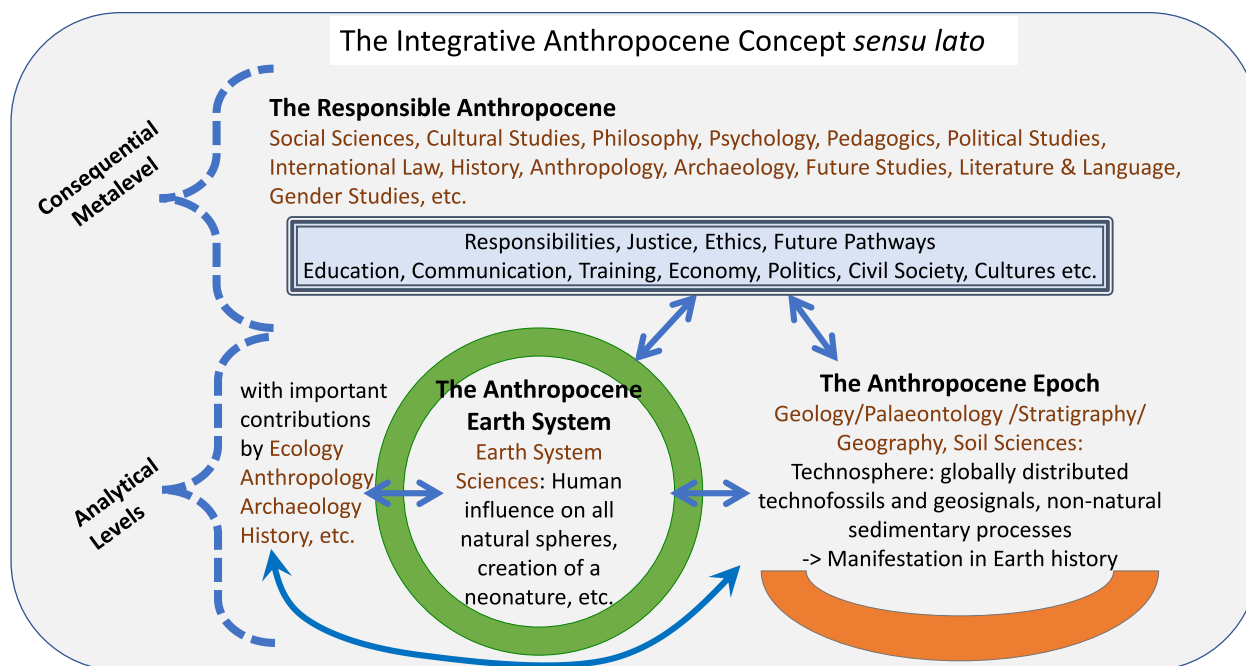 The Integrative Anthropocene Concept sensu lato
Consequential
Metalevel
The Responsible Anthropocene
Social Sciences, Cultural Studies, Philosophy, Psychology, Pedagogics, Political Studies,
International Law, History, Anthropology, Archaeology, Future Studies, Literature & Language,
Gender Studies, etc.
Responsibilities, Justice, Ethics, Future Pathways
Education, Communication, Training, Economy, Politics, Civil Society, Cultures etc.
Analytical
Levels
with important
contributions
by Ecology
Anthropology
Archaeology
History, etc.
The Anthropocene
Earth System
Earth System
Sciences: Human
influence on all
natural spheres,
creation of a
neonature, etc.
The Anthropocene Epoch
Geology/Palaeontology /Stratigraphy/
Geography, Soil Sciences:
Technosphere: globally distributed
technofossils and geosignals, non-natural
sedimentary processes
-> Manifestation in Earth history